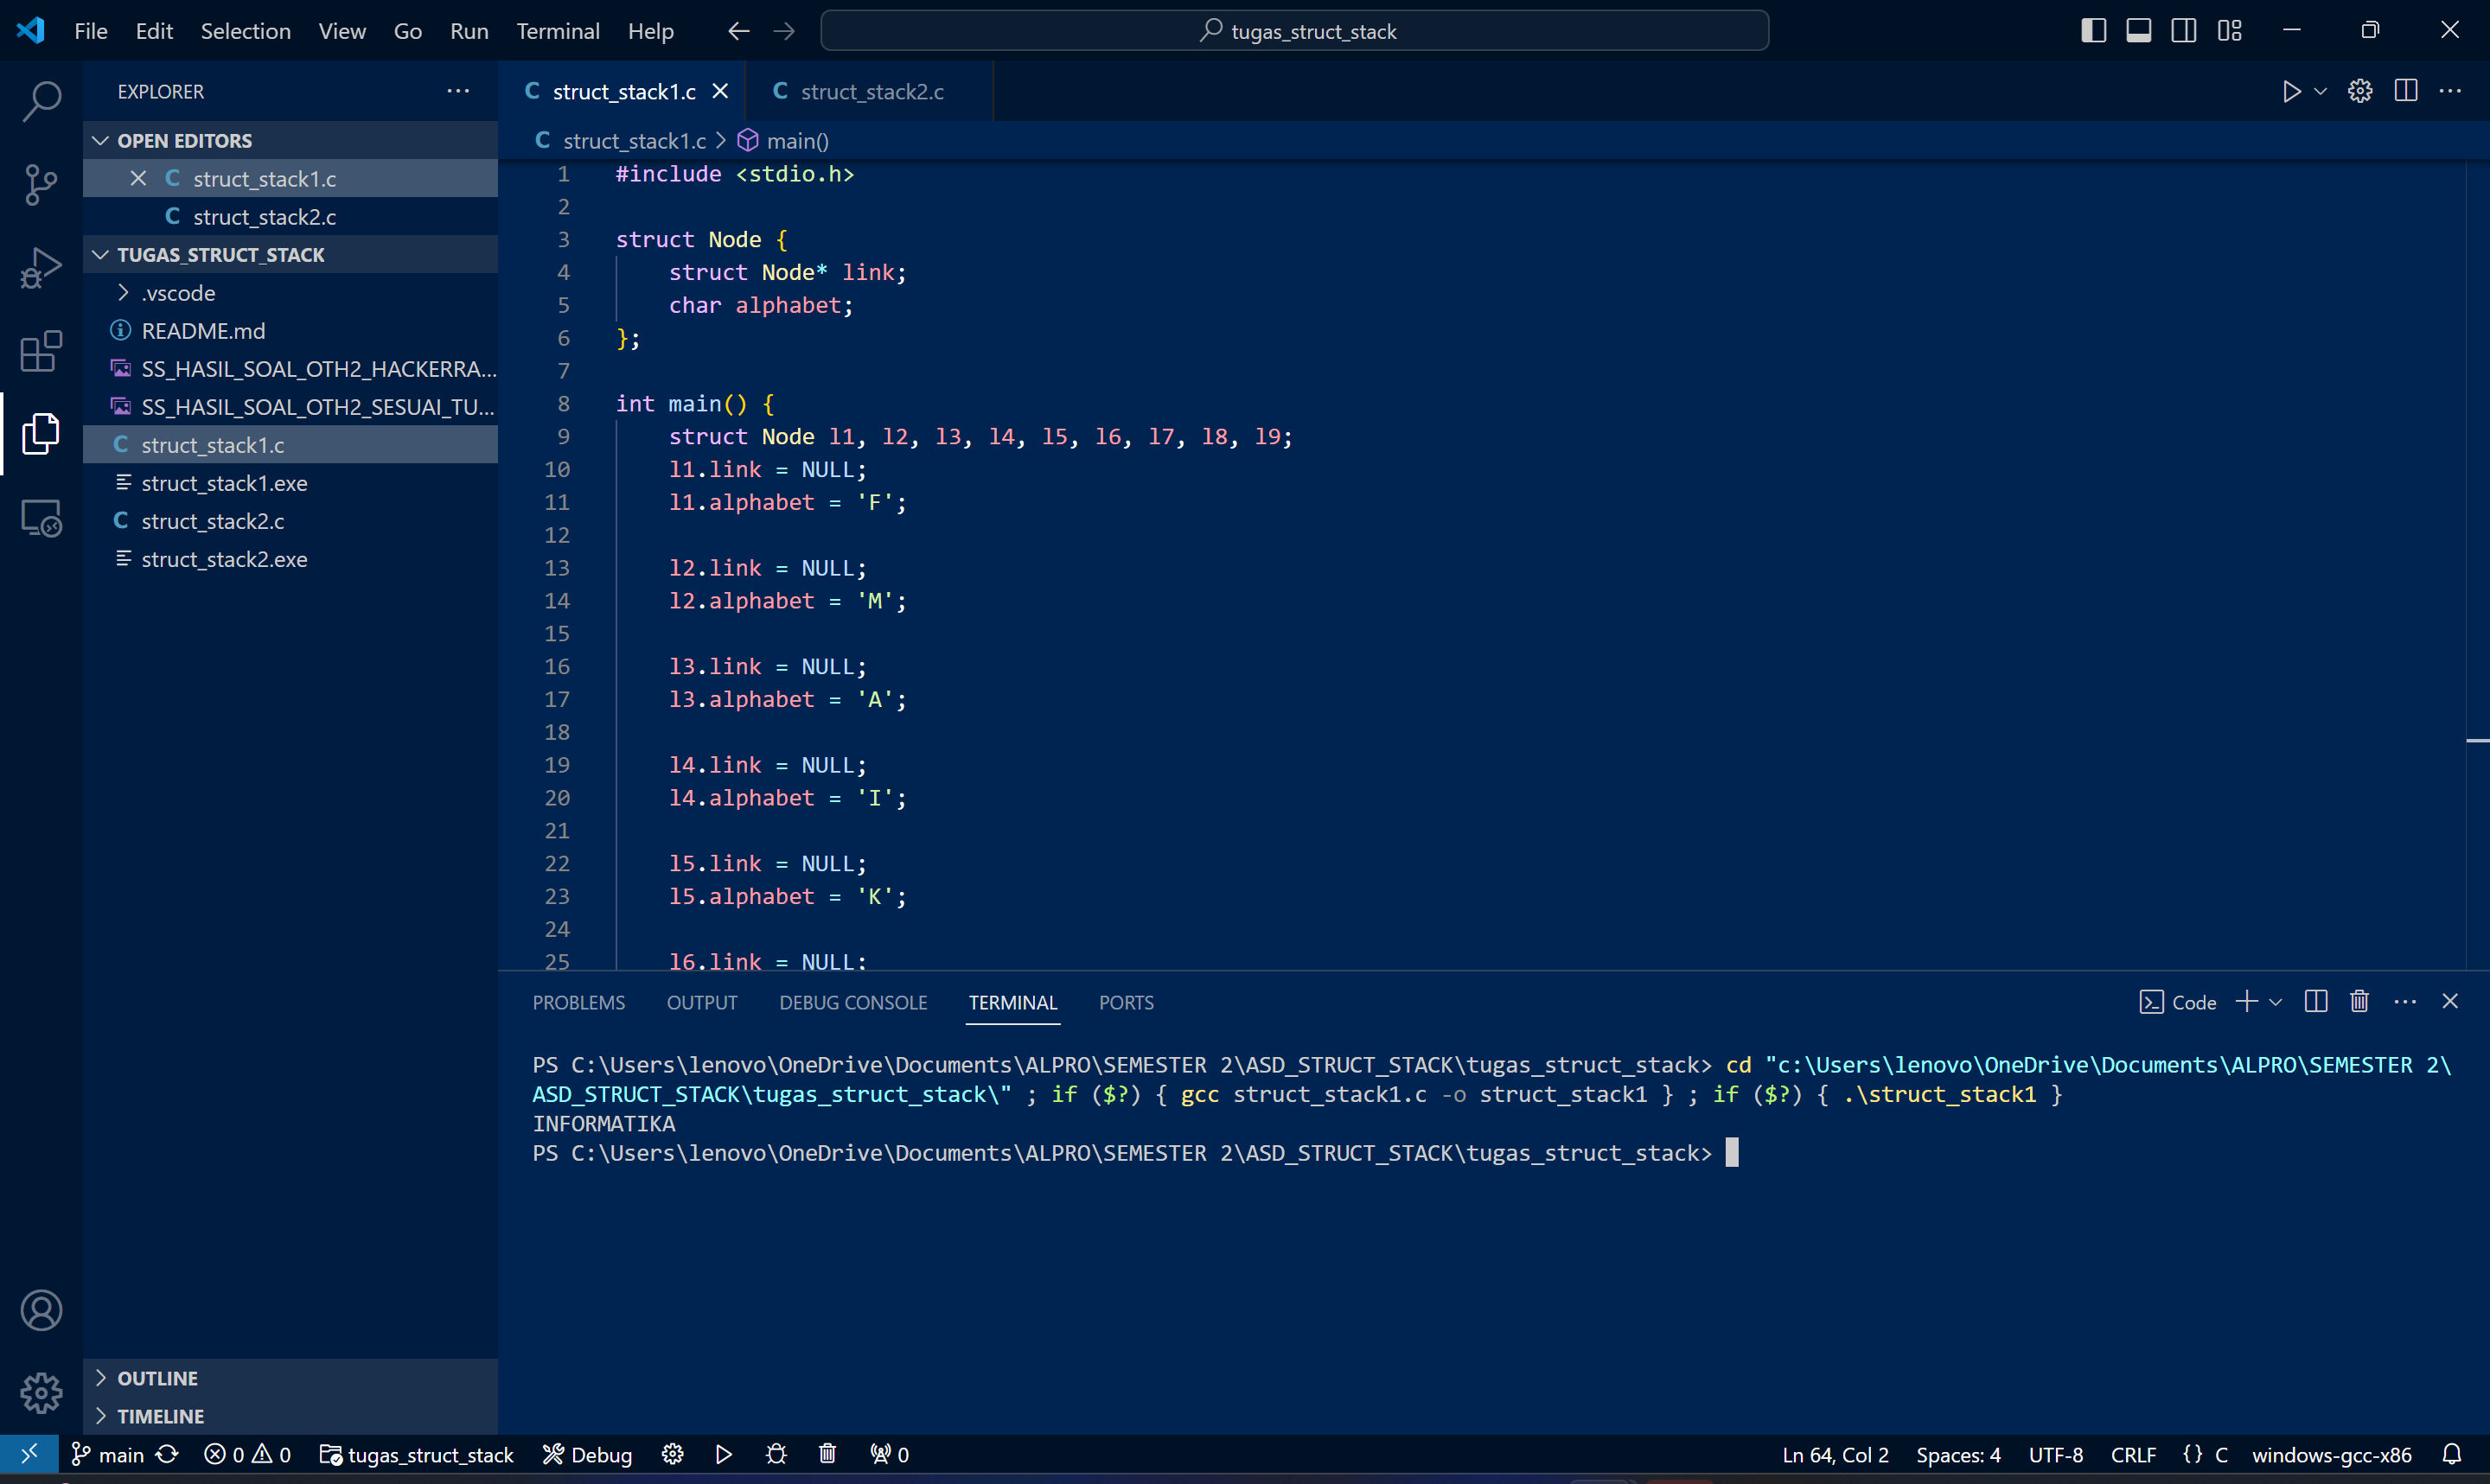 File Edit Selection View Go Run Terminal Help
tugas_struct_stack
EXPLORER
OPEN EDITORS
struct_stack1.c
struct_stack2.c
TUGAS_STRUCT_STACK
.vscode
README.md
SS_HASIL_SOAL_OTH2_HACKERRA...
SS_HASIL_SOAL_OTH2_SESUAI_TU...
struct_stack1.c
struct_stack1.exe
struct_stack2.c
struct_stack2.exe
OUTLINE
TIMELINE
struct_stack1.c struct_stack2.c
struct_stack1.c > main()
1 #include <stdio.h>
2
3 struct Node {
4 struct Node* link;
5 char alphabet;
6 };
7
8 int main() {
9 struct Node l1, l2, l3, l4, l5, l6, l7, l8, l9;
10 l1.link = NULL;
11 l1.alphabet = 'F';
12
13 l2.link = NULL;
14 l2.alphabet = 'M';
15
16 l3.link = NULL;
17 l3.alphabet = 'A';
18
19 l4.link = NULL;
20 l4.alphabet = 'I';
21
22 l5.link = NULL;
23 l5.alphabet = 'K';
24
25 l6.link = NULL;
PROBLEMS OUTPUT DEBUG CONSOLE TERMINAL PORTS
Code
PS C:\Users\lenovo\OneDrive\Documents\ALPRO\SEMESTER 2\ASD_STRUCT_STACK\tugas_struct_stack> cd "c:\Users\lenovo\OneDrive\Documents\ALPRO\SEMESTER 2\
ASD_STRUCT_STACK\tugas_struct_stack\" ; if ($?) { gcc struct_stack1.c -o struct_stack1 } ; if ($?) { .\struct_stack1 }
INFORMATIKA
PS C:\Users\lenovo\OneDrive\Documents\ALPRO\SEMESTER 2\ASD_STRUCT_STACK\tugas_struct_stack>
main 0 0 tugas_struct_stack Debug 0 Ln 64, Col 2 Spaces: 4 UTF-8 CRLF {} C windows-gcc-x86